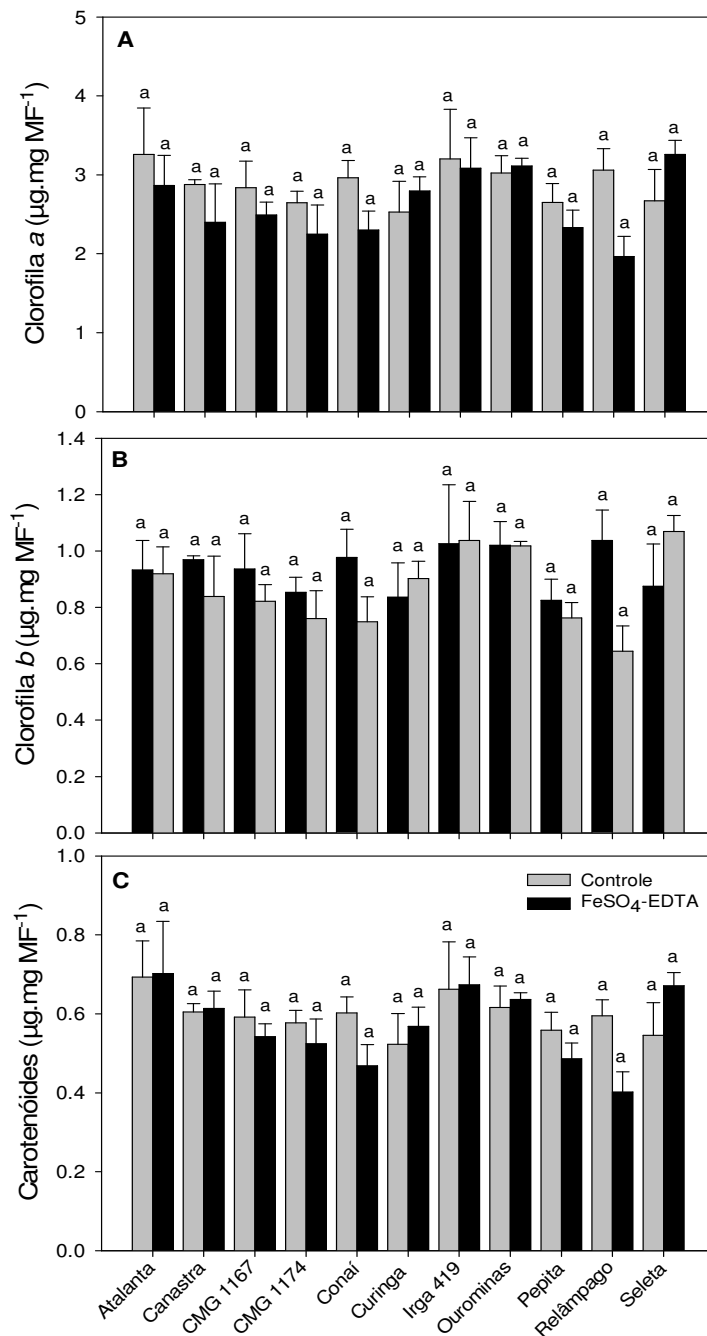 A
5
4
3
2
1
0
Clorofila a (µg.mg MF⁻¹)
a a a a a a a a a a a a a a a a a a a a a a
B
1.4
1.2
1.0
0.8
0.6
0.4
0.2
0.0
Clorofila b (µg.mg MF⁻¹)
a a a a a a a a a a a a a a a a a a a a a a
C
1.0
0.8
0.6
0.4
0.2
0.0
Carotenóides (µg.mg MF⁻¹)
Controle
FeSO₄-EDTA
a a a a a a a a a a a a a a a a a a a a a a
Atalanta
Canastra
CMG 1167
CMG 1174
Conaí
Curinga
Irga 419
Ourominas
Pepita
Relâmpago
Seleta